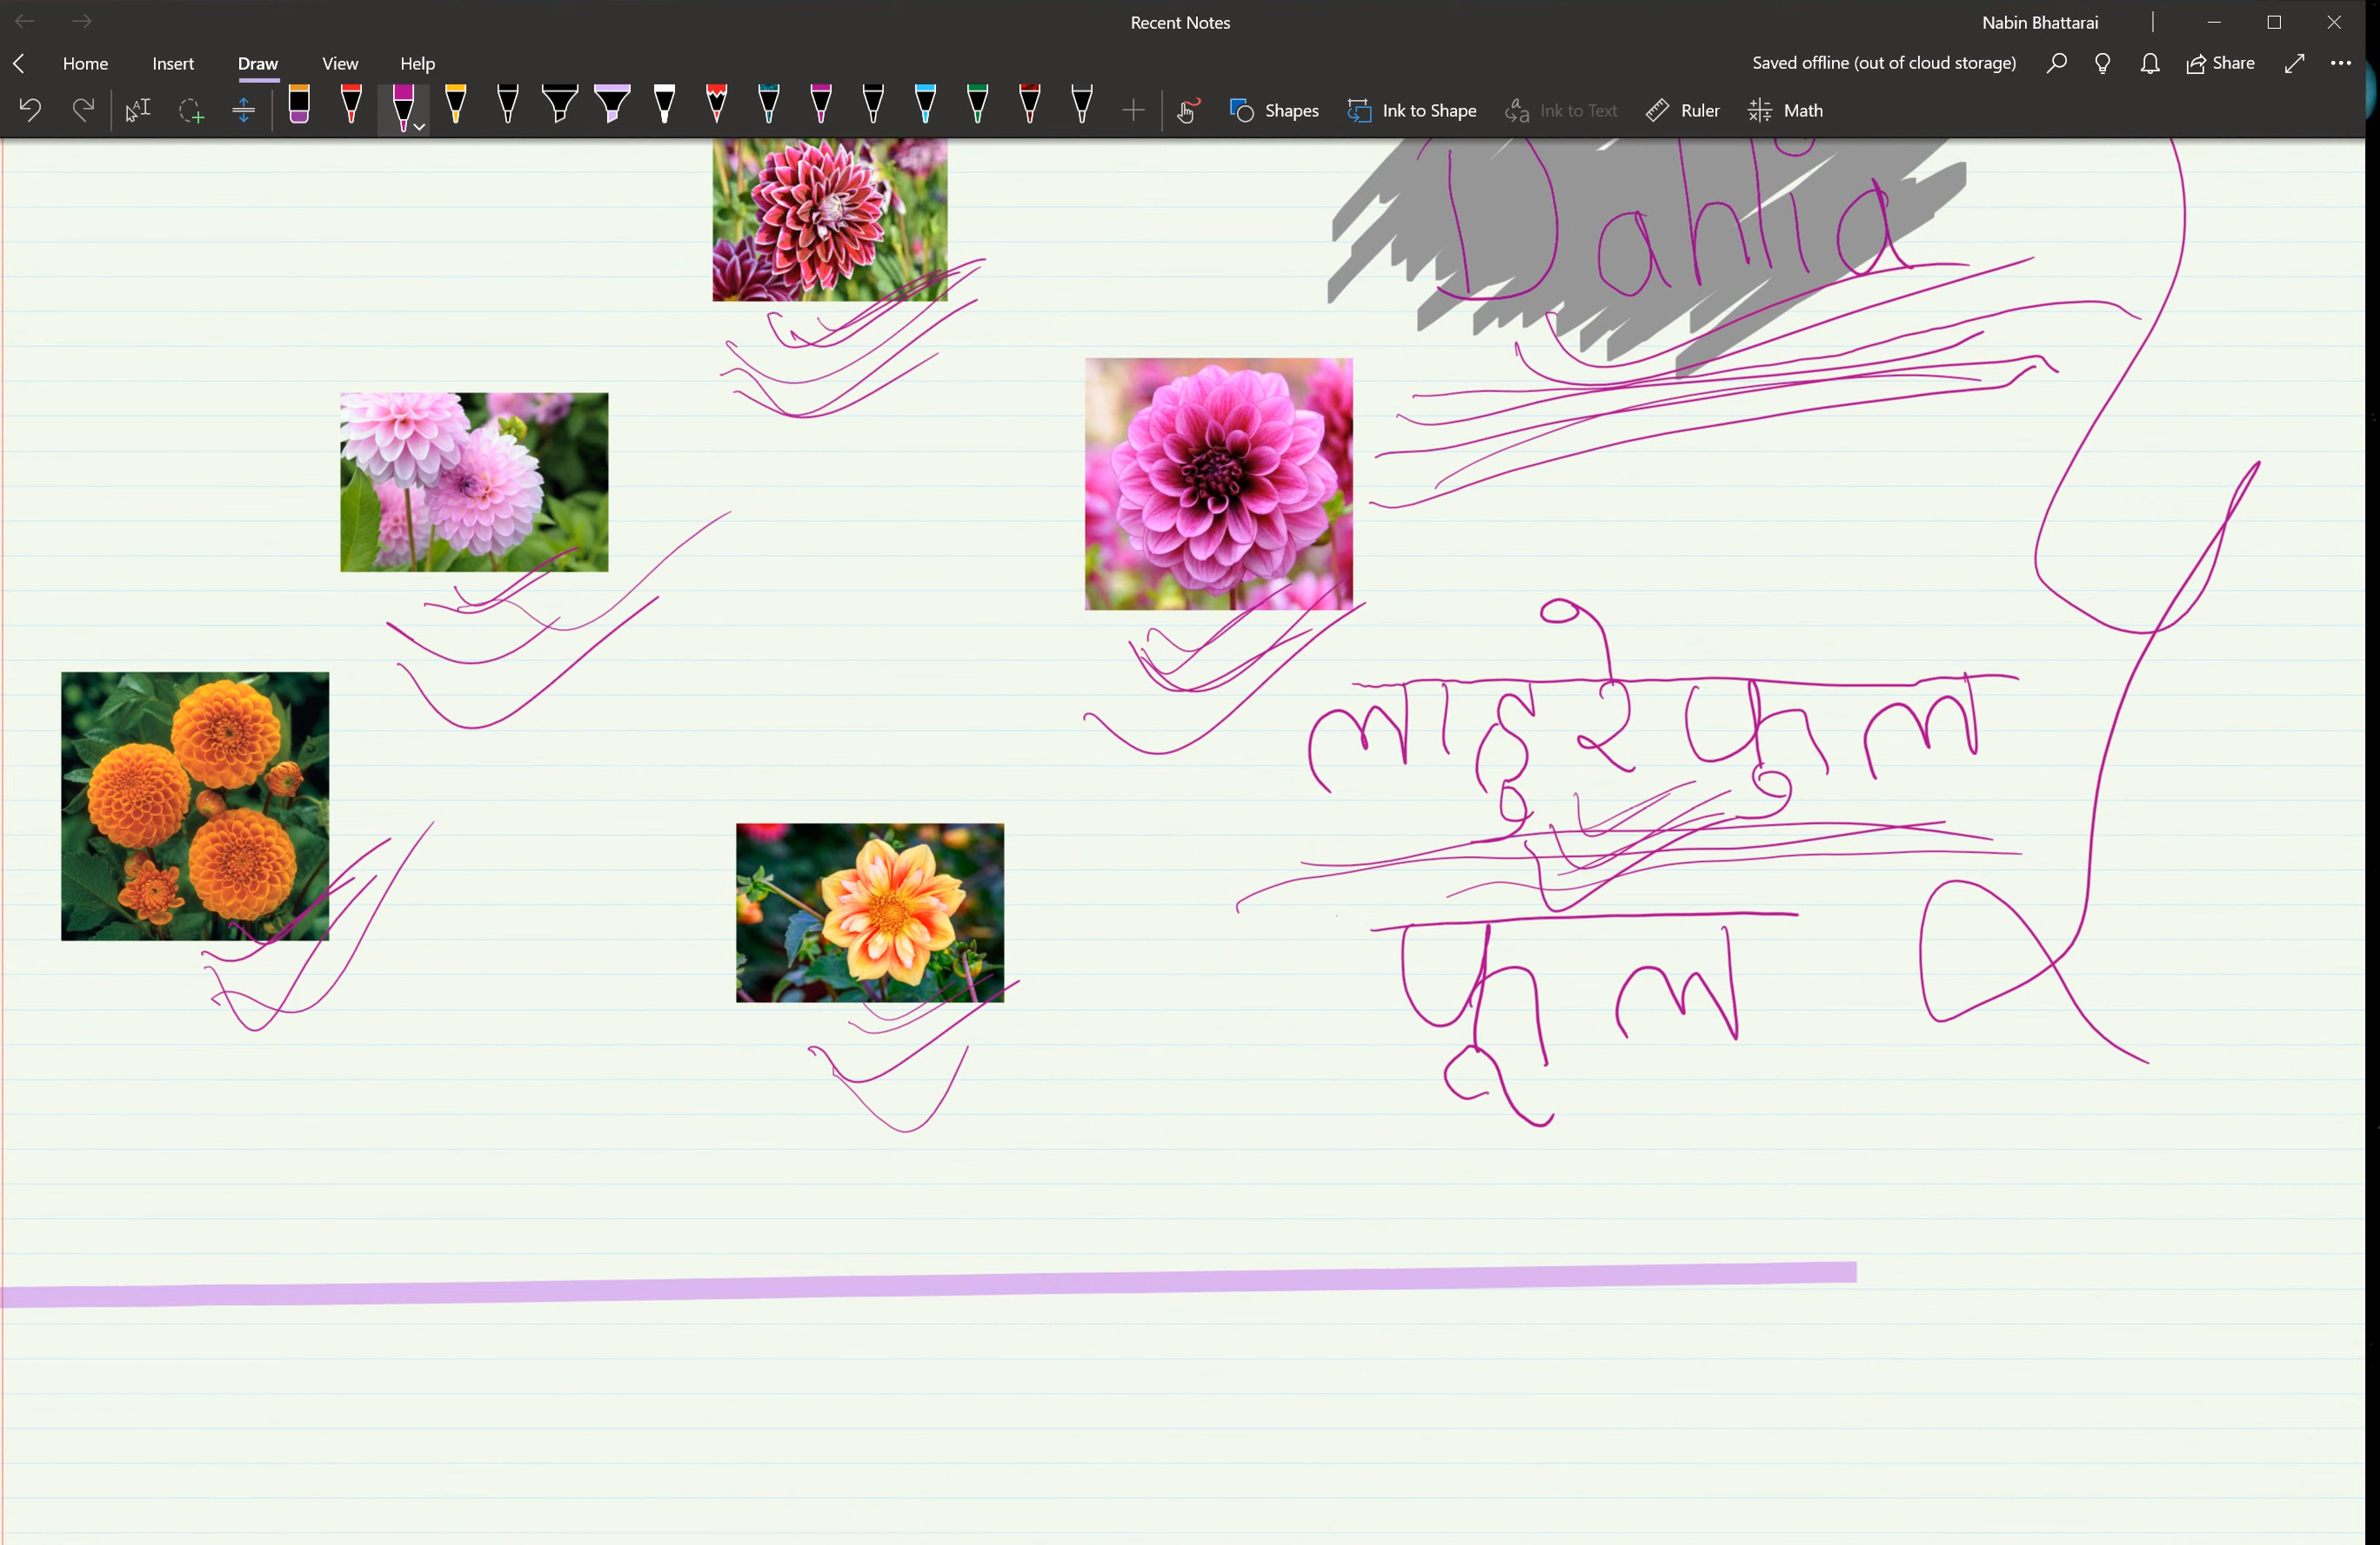 Recent Notes
Nabin Bhattarai
Home Insert Draw View Help
Saved offline (out of cloud storage) Share
Shapes Ink to Shape Ink to Text Ruler Math
Dahlia
लाहुरे फुल
फूल